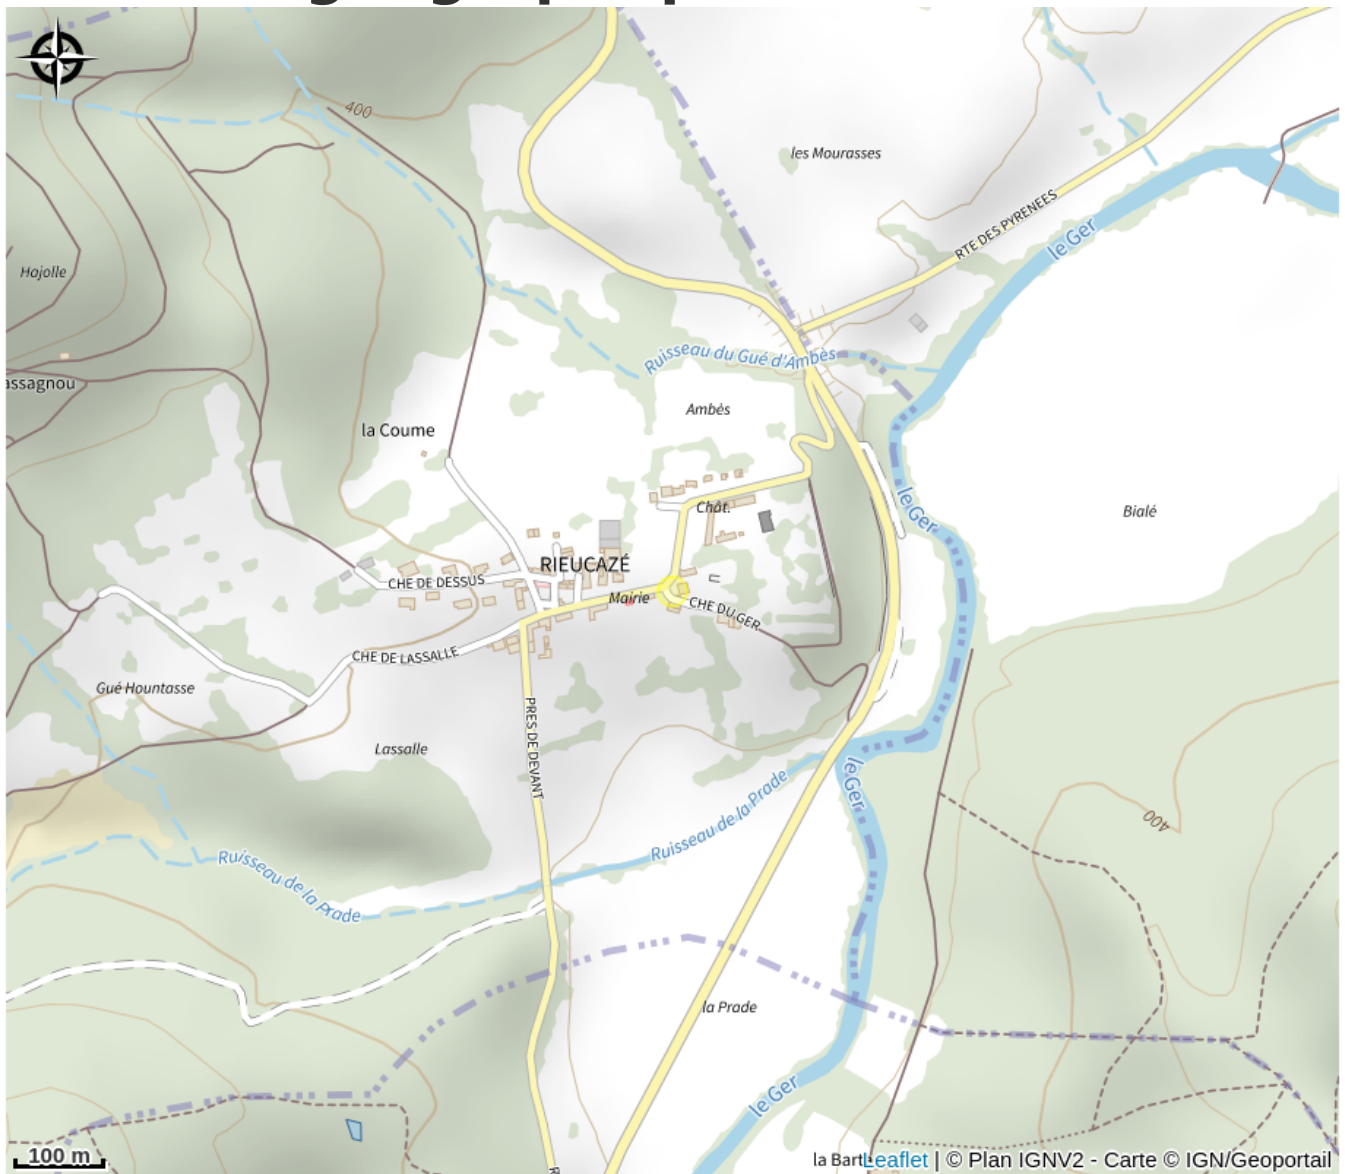 400
les Mourasses
RTE DES PYRENEES
le Ger
Hajolle
Ruisseau du Gué d'Ambès
assagnou
Ambès
la Coume
Chât.
le Ger
Bialé
RIEUCAZÉ
CHE DE DESSUS
Mairie
CHE DU GER
CHE DE LASSALLE
Gué Hountasse
PRES DE DEVANT
Lassalle
le Ger
Ruisseau de la Prade
400
Ruisseau de la Prade
la Prade
le Ger
100 m
la Barthe
Leaflet | © Plan IGNV2 - Carte © IGN/Geoportail